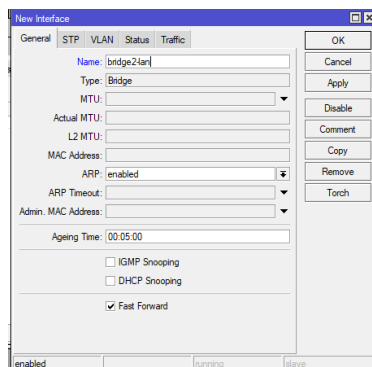 New Interface
General STP VLAN Status Traffic
OK
Name: bridge2-lan
Cancel
Type: Bridge
Apply
MTU:
Disable
Actual MTU:
Comment
L2 MTU:
Copy
MAC Address:
Remove
ARP: enabled
Torch
ARP Timeout:
Admin. MAC Address:
Ageing Time: 00:05:00
IGMP Snooping
DHCP Snooping
Fast Forward
enabled running slave